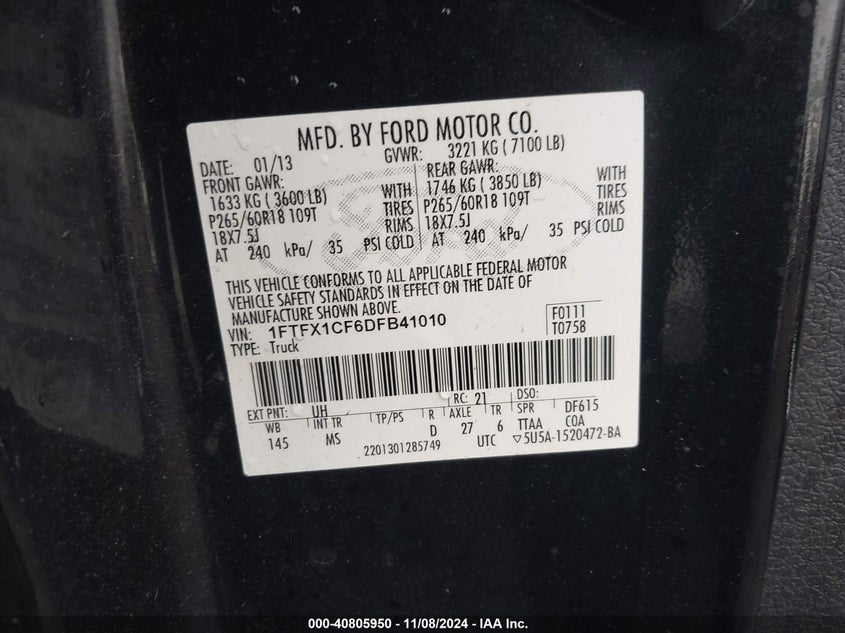 MFD. BY FORD MOTOR CO.
DATE: 01/13 GVWR: 3221 KG ( 7100 LB)
FRONT GAWR: REAR GAWR:
1633 KG ( 3600 LB) WITH 1746 KG ( 3850 LB) WITH
P265/60R18 109T TIRES P265/60R18 109T TIRES
18X7.5J RIMS 18X7.5J RIMS
AT 240 kPa/ 35 PSI COLD AT 240 kPa/ 35 PSI COLD
Ford
THIS VEHICLE CONFORMS TO ALL APPLICABLE FEDERAL MOTOR
VEHICLE SAFETY STANDARDS IN EFFECT ON THE DATE OF
MANUFACTURE SHOWN ABOVE.
VIN: 1FTFX1CF6DFB41010 F0111
TYPE: Truck T0758
EXT PNT: UH RC: 21 DSO:
WB INT TR TP/PS R AXLE TR SPR DF615
145 MS D 27 6 TTAA COA
2201301285749 UTC ▽5U5A-1520472-BA
000-40805950 - 11/08/2024 - IAA Inc.